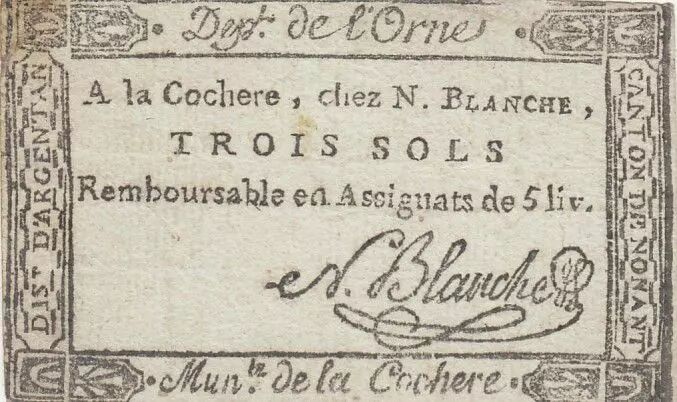 Dept. de l'Orne
DIST D'ARGENTAN
A la Cochere, chez N. BLANCHE,
TROIS SOLS
Remboursable en Assignats de 5 liv.
N. Blanche
CANTON DE NONANT
Mun.te de la Cochere